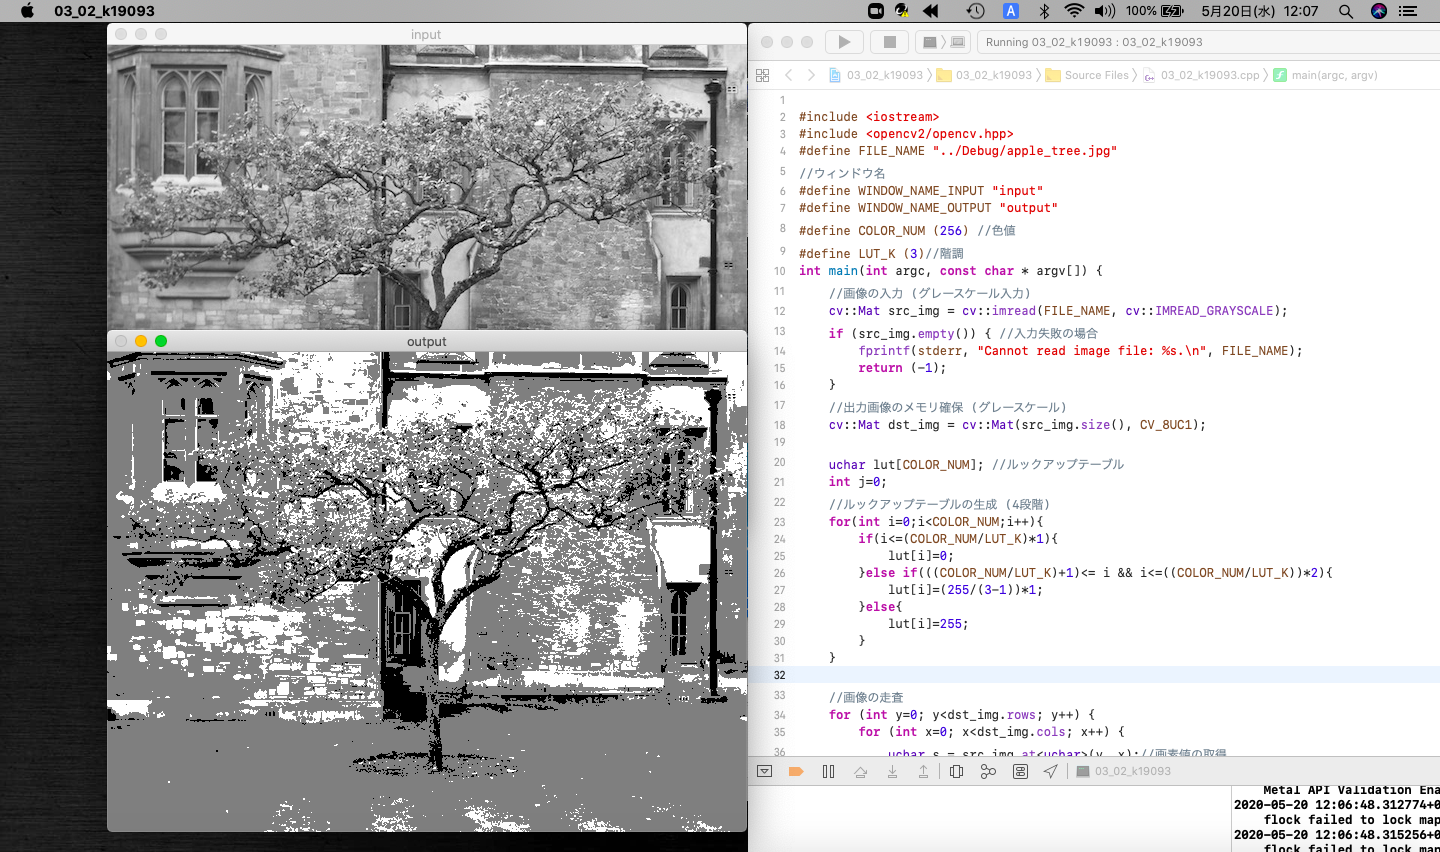 03_02_k19093
A
100%
5月20日(水) 12:07
input
output
Running 03_02_k19093 : 03_02_k19093
03_02_k19093 〉 03_02_k19093 〉 Source Files 〉 03_02_k19093.cpp 〉 main(argc, argv)
1
2 #include <iostream>
3 #include <opencv2/opencv.hpp>
4 #define FILE_NAME "../Debug/apple_tree.jpg"
5 //ウィンドウ名
6 #define WINDOW_NAME_INPUT "input"
7 #define WINDOW_NAME_OUTPUT "output"
8 #define COLOR_NUM (256) //色値
9 #define LUT_K (3)//階調
10 int main(int argc, const char * argv[]) {
11 //画像の入力 (グレースケール入力)
12 cv::Mat src_img = cv::imread(FILE_NAME, cv::IMREAD_GRAYSCALE);
13 if (src_img.empty()) { //入力失敗の場合
14 fprintf(stderr, "Cannot read image file: %s.\n", FILE_NAME);
15 return (-1);
16 }
17 //出力画像のメモリ確保 (グレースケール)
18 cv::Mat dst_img = cv::Mat(src_img.size(), CV_8UC1);
19
20 uchar lut[COLOR_NUM]; //ルックアップテーブル
21 int j=0;
22 //ルックアップテーブルの生成 (4段階)
23 for(int i=0;i<COLOR_NUM;i++){
24 if(i<=(COLOR_NUM/LUT_K)*1){
25 lut[i]=0;
26 }else if(((COLOR_NUM/LUT_K)+1)<= i && i<=((COLOR_NUM/LUT_K))*2){
27 lut[i]=(255/(3-1))*1;
28 }else{
29 lut[i]=255;
30 }
31 }
32
33 //画像の走査
34 for (int y=0; y<dst_img.rows; y++) {
35 for (int x=0; x<dst_img.cols; x++) {
36 uchar s = src_img.at<uchar>(y, x);//画素値の取得
03_02_k19093
Metal API Validation Ena
2020-05-20 12:06:48.312774+0
flock failed to lock map
2020-05-20 12:06:48.315256+0
flock failed to lock map